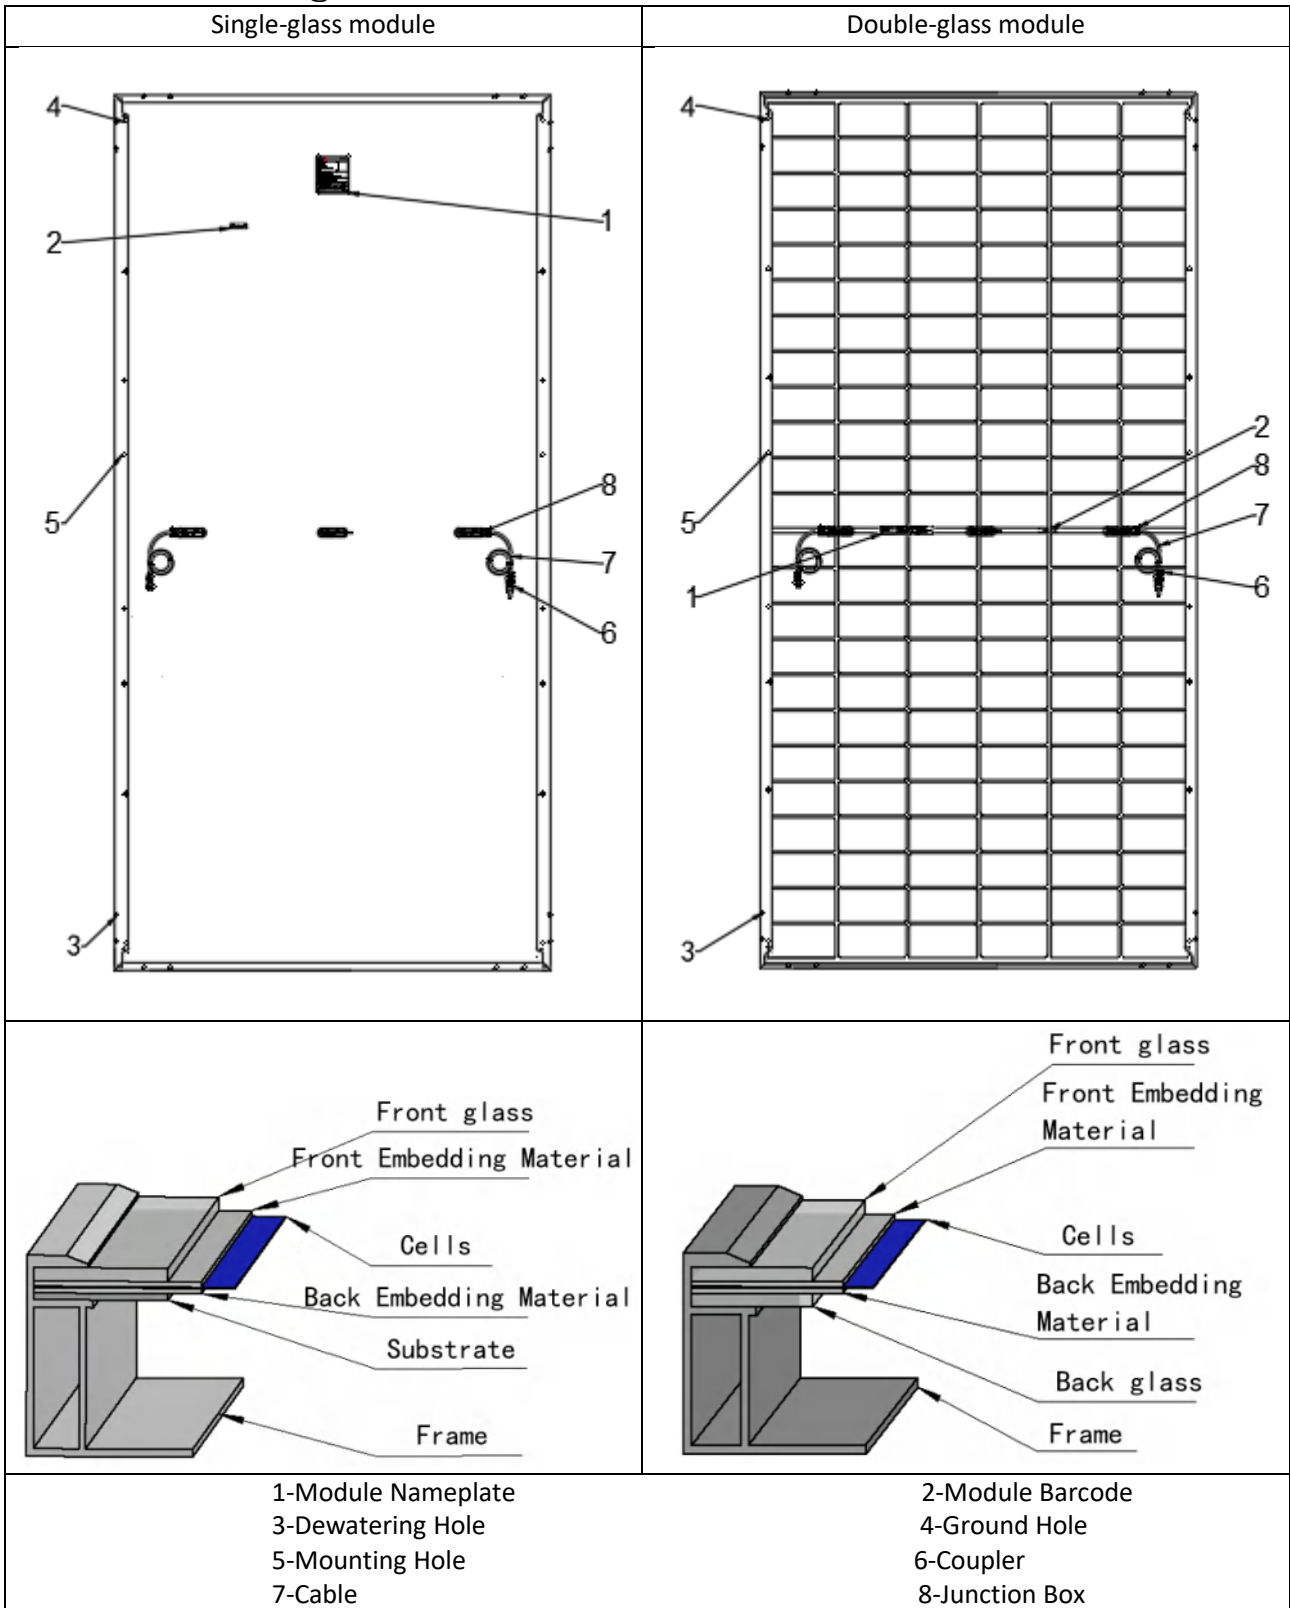 Single-glass module
Double-glass module
4
1
2
5
8
7
6
3
4
2
8
5
7
1
6
3
Front glass
Front Embedding Material
Cells
Back Embedding Material
Substrate
Frame
Front glass
Front Embedding
Material
Cells
Back Embedding
Material
Back glass
Frame
1-Module Nameplate
2-Module Barcode
3-Dewatering Hole
4-Ground Hole
5-Mounting Hole
6-Coupler
7-Cable
8-Junction Box